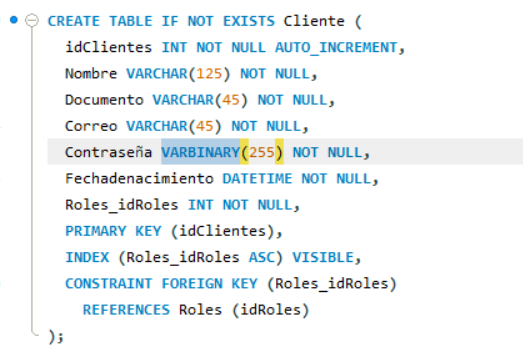 CREATE TABLE IF NOT EXISTS Cliente (
idClientes INT NOT NULL AUTO_INCREMENT,
Nombre VARCHAR(125) NOT NULL,
Documento VARCHAR(45) NOT NULL,
Correo VARCHAR(45) NOT NULL,
Contraseña VARBINARY(255) NOT NULL,
Fechadenacimiento DATETIME NOT NULL,
Roles_idRoles INT NOT NULL,
PRIMARY KEY (idClientes),
INDEX (Roles_idRoles ASC) VISIBLE,
CONSTRAINT FOREIGN KEY (Roles_idRoles)
REFERENCES Roles (idRoles)
);